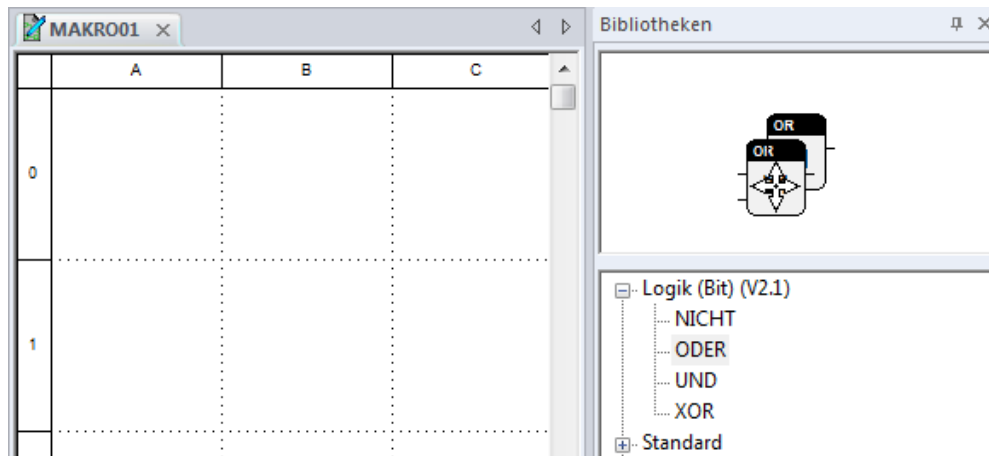 MAKRO01
A B C
0
1
Bibliotheken
OR
OR
Logik (Bit) (V2.1)
NICHT
ODER
UND
XOR
Standard